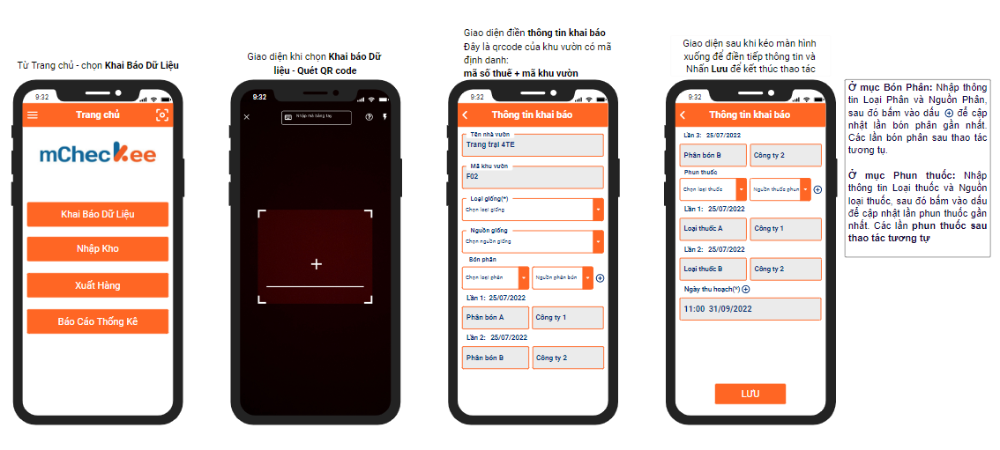 Từ Trang chủ - chọn Khai Báo Dữ Liệu
9:32
Trang chủ
mCheckee
Khai Báo Dữ Liệu
Nhập Kho
Xuất Hàng
Báo Cáo Thống Kê
Giao diện khi chọn Khai báo Dữ
liệu - Quét QR code
9:32
Nhập mã bằng tay
Giao diện điền thông tin khai báo
Đây là qrcode của khu vườn có mã
định danh:
mã số thuế + mã khu vườn
9:32
Thông tin khai báo
Tên nhà vườn
Trang trại 4TE
Mã khu vườn
F02
Loại giống(*)
Chọn loại giống
Nguồn giống
Chọn nguồn giống
Bón phân
Chọn loại phân
Nguồn phân bón
Lần 1: 25/07/2022
Phân bón A
Công ty 1
Lần 2: 25/07/2022
Phân bón B
Công ty 2
Giao diện sau khi kéo màn hình
xuống để điền tiếp thông tin và
Nhấn Lưu để kết thúc thao tác
9:32
Thông tin khai báo
Lần 3: 25/07/2022
Phân bón B
Công ty 2
Phun thuốc
Chọn loại thuốc
Nguồn thuốc phun
Lần 1: 25/07/2022
Loại thuốc A
Công ty 1
Lần 2: 25/07/2022
Loại thuốc B
Công ty 2
Ngày thu hoạch(*)
11:00 31/09/2022
LƯU
Ở mục Bón Phân: Nhập thông
tin Loại Phân và Nguồn Phân,
sau đó bấm vào dấu ⊕ để cập
nhật lần bón phân gần nhất.
Các lần bón phân sau thao tác
tương tụ.
Ở mục Phun thuốc: Nhập
thông tin Loại thuốc và Nguồn
loại thuốc, sau đó bấm vào dấu
để cập nhật lần phun thuốc gần
nhất. Các lần phun thuốc sau
thao tác tương tự